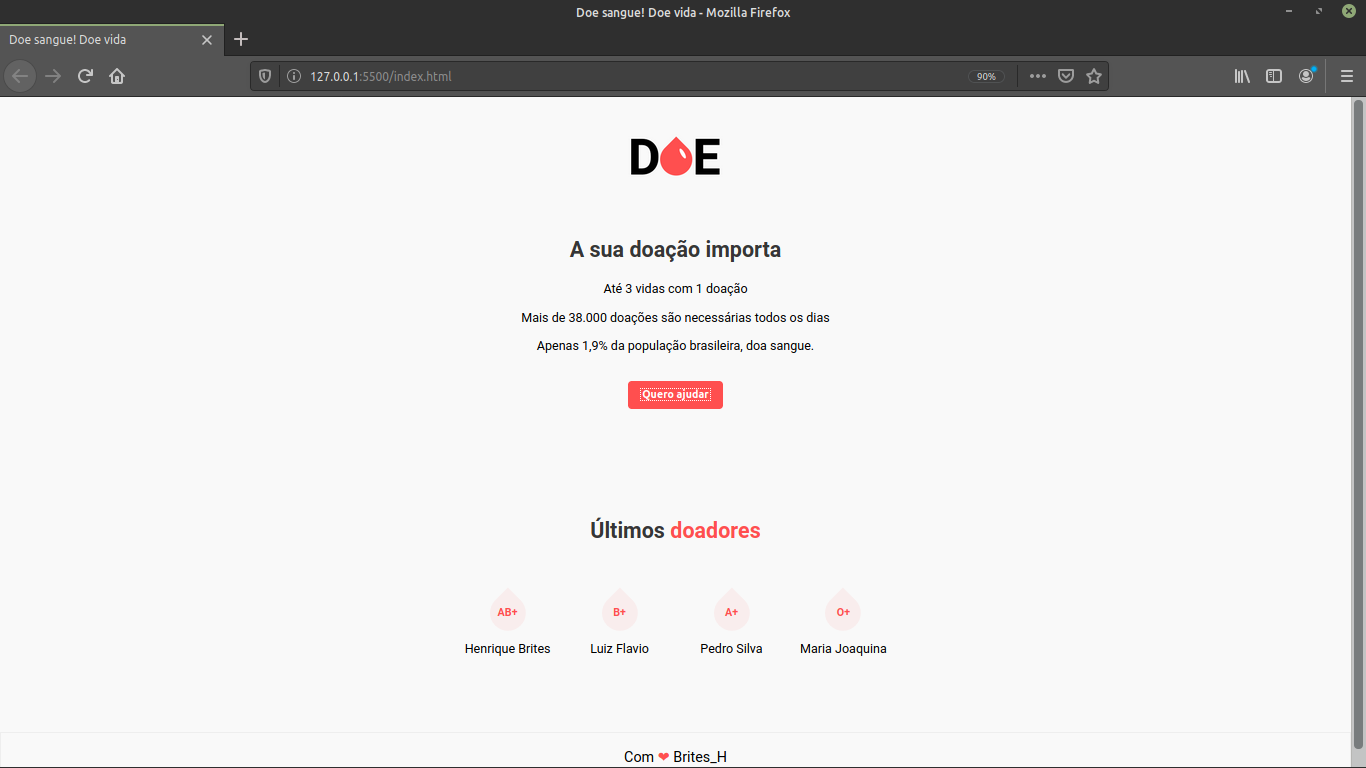 Doe sangue! Doe vida - Mozilla Firefox
Doe sangue! Doe vida
127.0.0.1:5500/index.html
90%
DOE
A sua doação importa
Até 3 vidas com 1 doação
Mais de 38.000 doações são necessárias todos os dias
Apenas 1,9% da população brasileira, doa sangue.
Quero ajudar
Últimos doadores
AB+ B+ A+ O+
Henrique Brites Luiz Flavio Pedro Silva Maria Joaquina
Com ❤ Brites_H